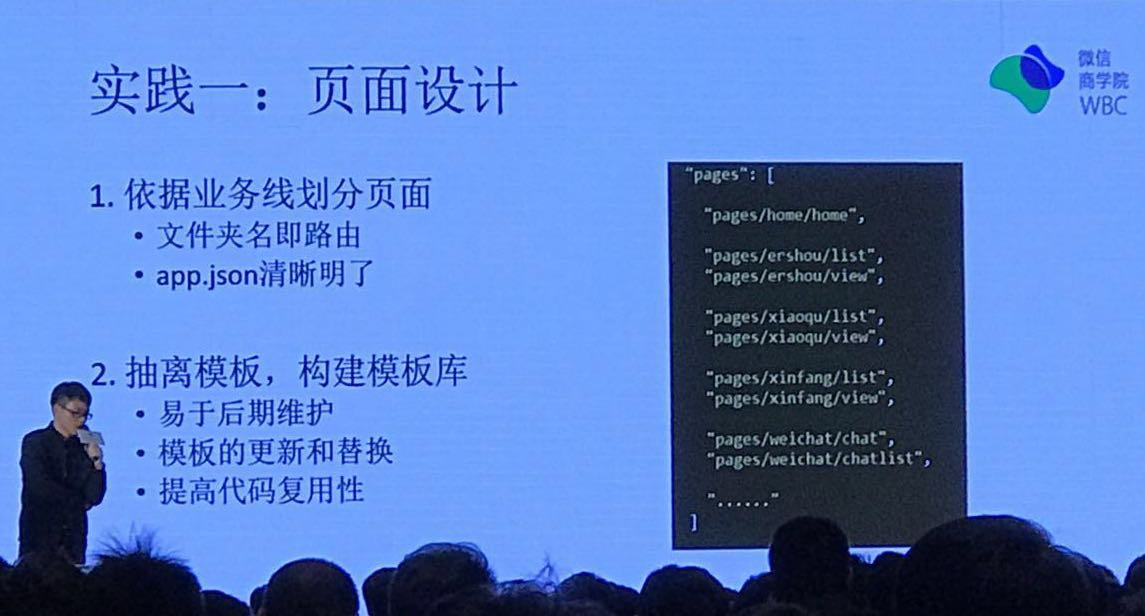 实践一：页面设计
微信
商学院
WBC
1. 依据业务线划分页面
• 文件夹名即路由
• app.json清晰明了
2. 抽离模板，构建模板库
• 易于后期维护
• 模板的更新和替换
• 提高代码复用性
"pages": [
"pages/home/home",
"pages/ershou/list",
"pages/ershou/view",
"pages/xiaoqu/list",
"pages/xiaoqu/view",
"pages/xinfang/list",
"pages/xinfang/view",
"pages/weichat/chat",
"pages/weichat/chatlist",
"......"
]